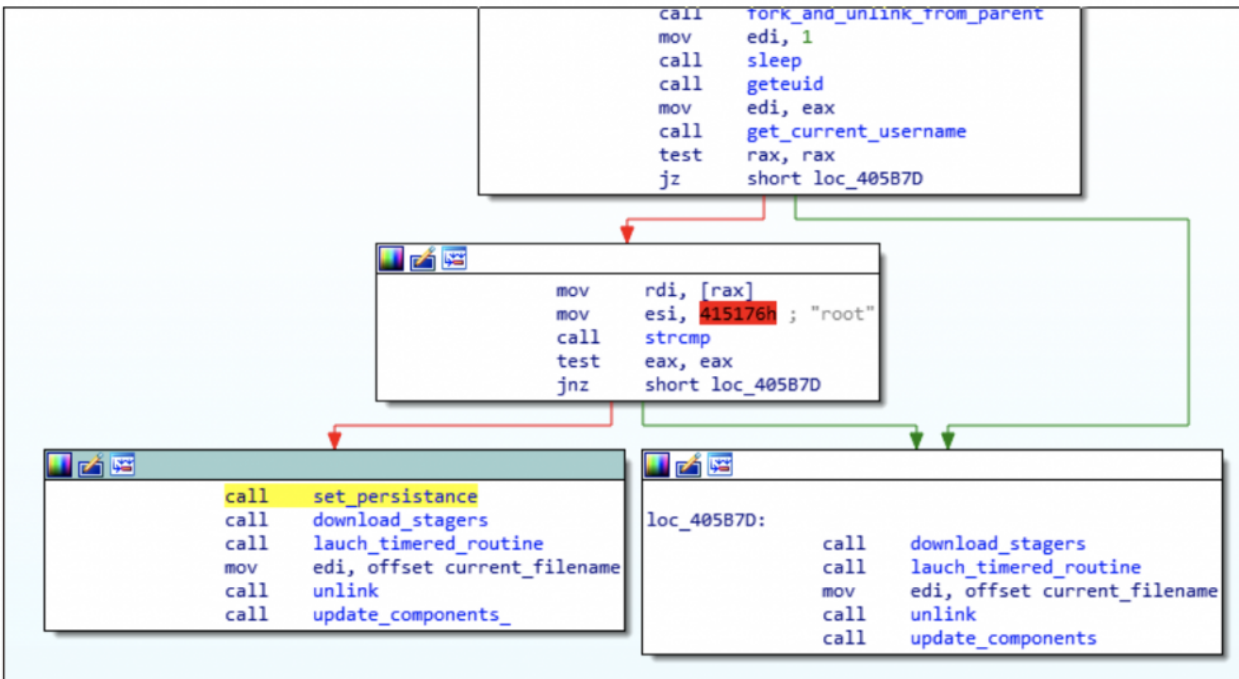 call fork_and_unlink_from_parent
mov edi, 1
call sleep
call geteuid
mov edi, eax
call get_current_username
test rax, rax
jz short loc_405B7D
mov rdi, [rax]
mov esi, 415176h ; "root"
call strcmp
test eax, eax
jnz short loc_405B7D
call set_persistance
call download_stagers
call lauch_timered_routine
mov edi, offset current_filename
call unlink
call update_components_
loc_405B7D:
call download_stagers
call lauch_timered_routine
mov edi, offset current_filename
call unlink
call update_components